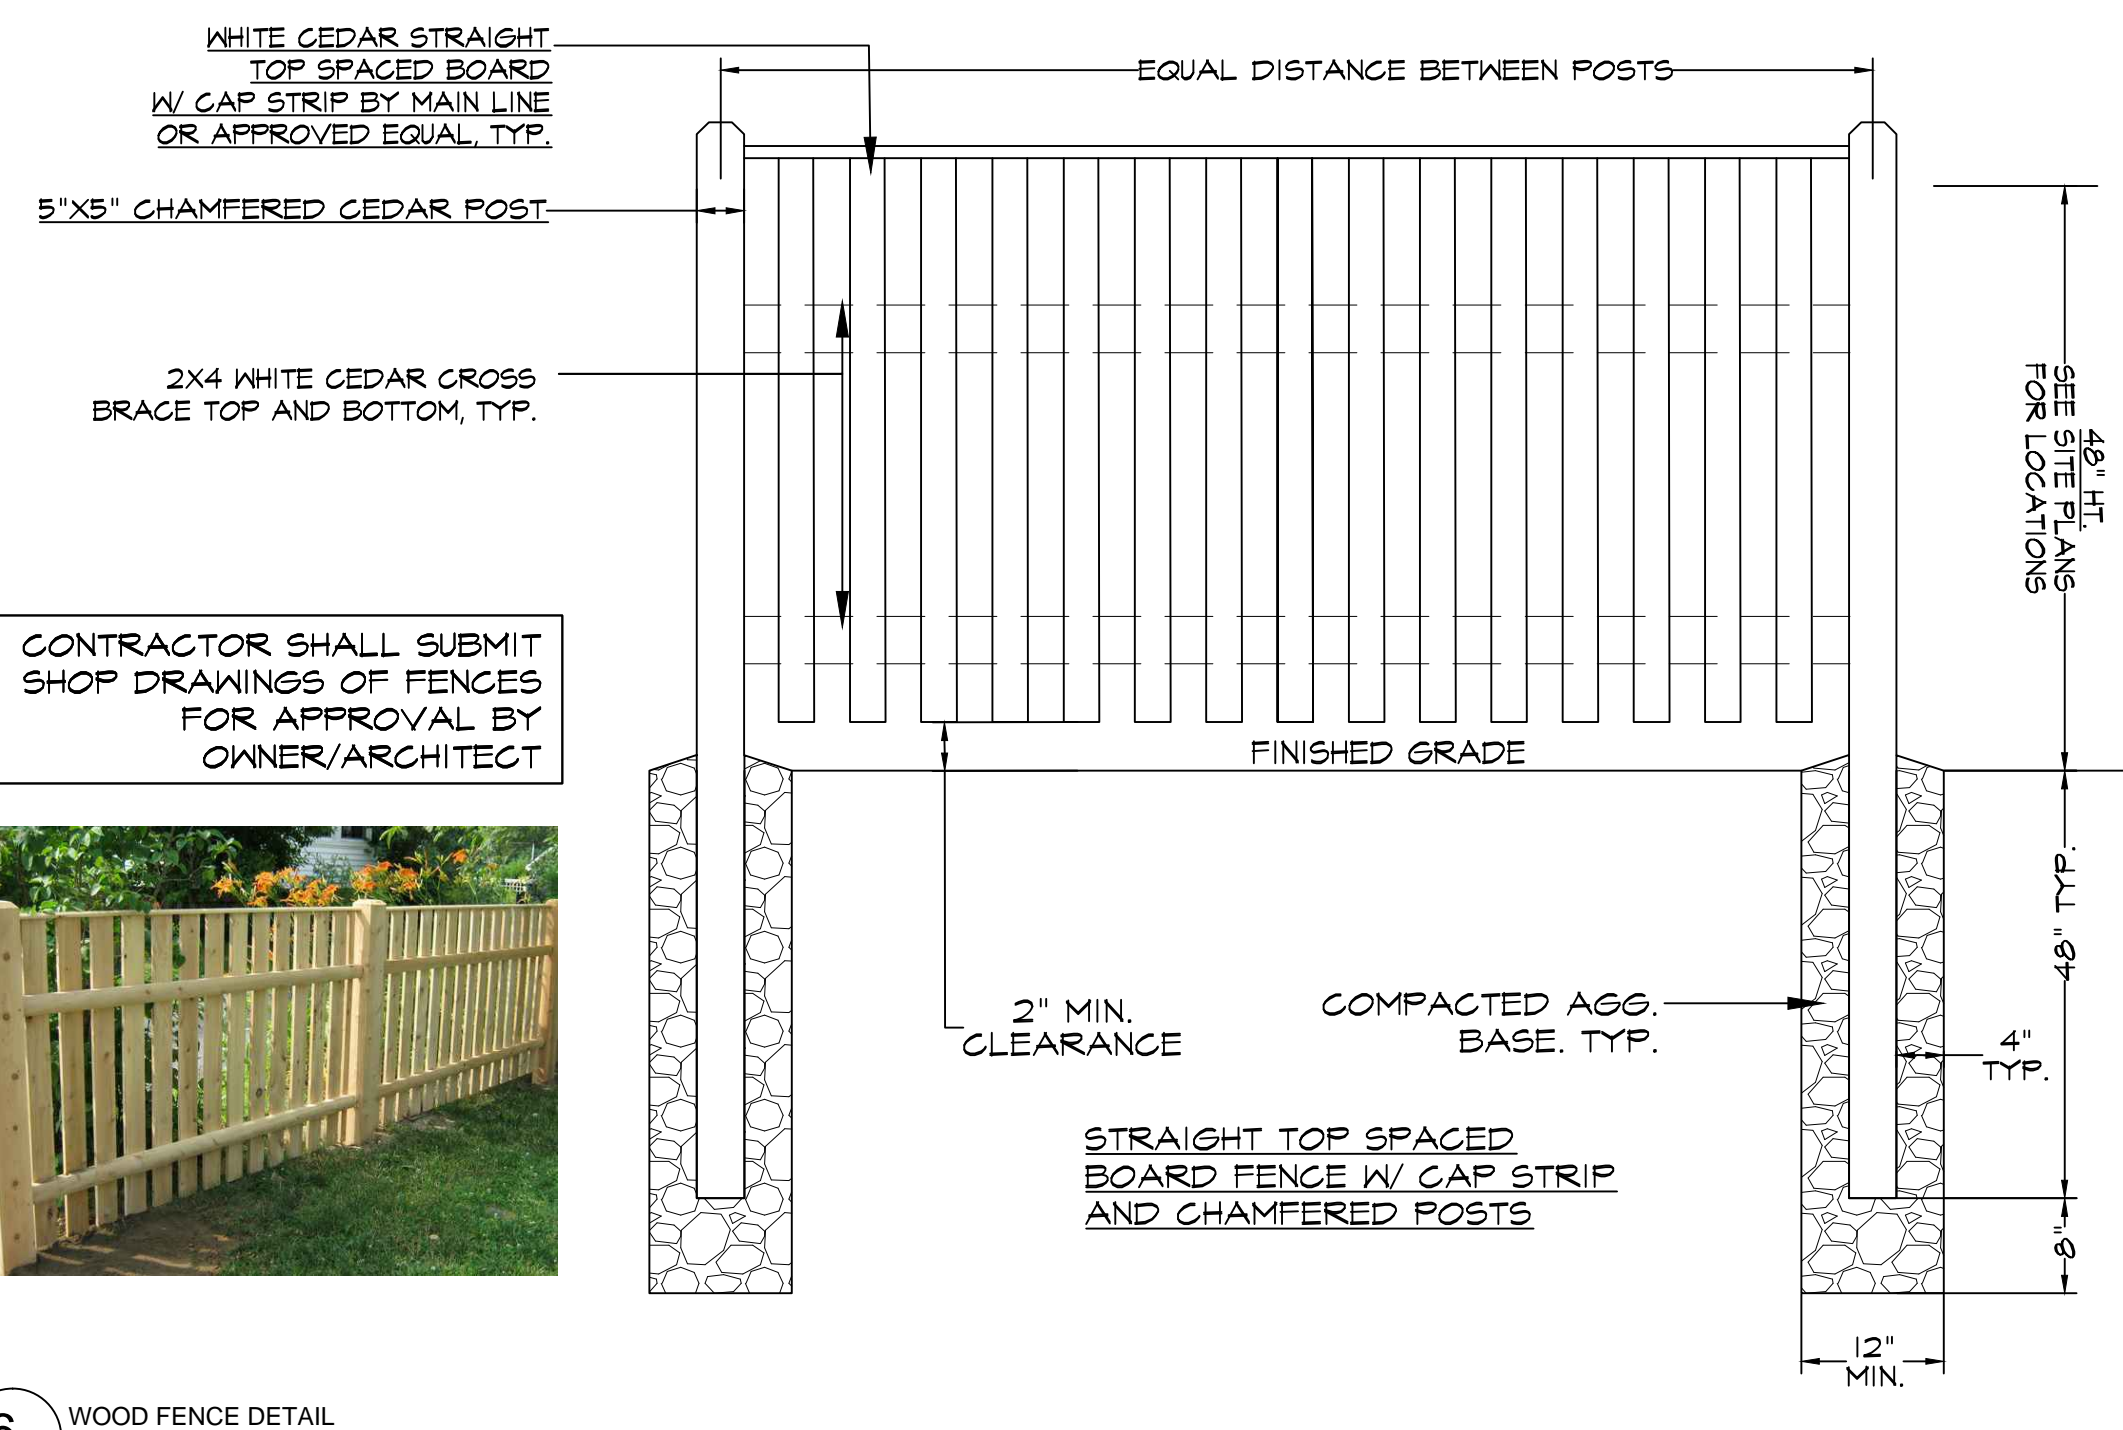 WHITE CEDAR STRAIGHT
TOP SPACED BOARD
W/ CAP STRIP BY MAIN LINE
OR APPROVED EQUAL, TYP.
EQUAL DISTANCE BETWEEN POSTS
5"X5" CHAMFERED CEDAR POST
2X4 WHITE CEDAR CROSS
BRACE TOP AND BOTTOM, TYP.
48" HT.
SEE SITE PLANS
FOR LOCATIONS
CONTRACTOR SHALL SUBMIT
SHOP DRAWINGS OF FENCES
FOR APPROVAL BY
OWNER/ARCHITECT
FINISHED GRADE
48" TYP.
2" MIN.
CLEARANCE
COMPACTED AGG.
BASE. TYP.
4"
TYP.
STRAIGHT TOP SPACED
BOARD FENCE W/ CAP STRIP
AND CHAMFERED POSTS
8"
12"
MIN.
WOOD FENCE DETAIL